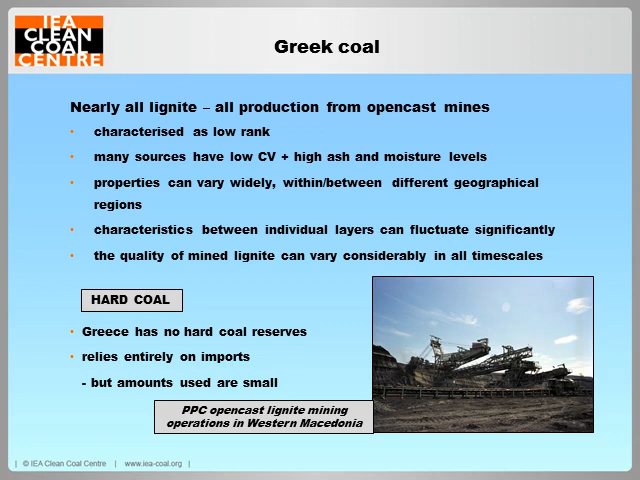 IEA
CLEAN
COAL
CENTRE
Greek coal
Nearly all lignite – all production from opencast mines
• characterised as low rank
• many sources have low CV + high ash and moisture levels
• properties can vary widely, within/between different geographical
regions
• characteristics between individual layers can fluctuate significantly
• the quality of mined lignite can vary considerably in all timescales
HARD COAL
• Greece has no hard coal reserves
• relies entirely on imports
- but amounts used are small
PPC opencast lignite mining
operations in Western Macedonia
| © IEA Clean Coal Centre | www.iea-coal.org |